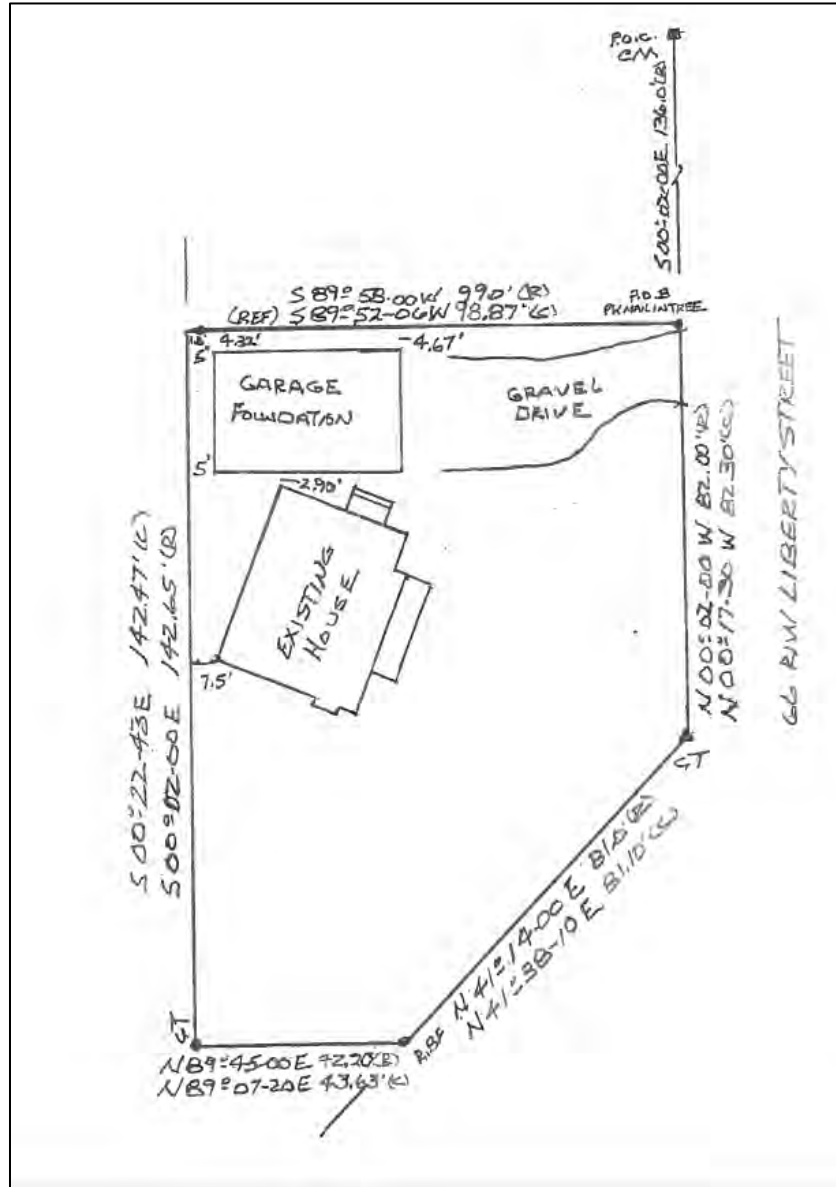 P.O.C.
CM
S00°-02-00E 136.0'(R)
S 89°-58-00W 99.0'(R)
(REF) S 89°-52-06W 98.87'(C)
P.O.B
PK NAIL IN TREE
4.32'
4.67'
5'
GARAGE
FOUNDATION
GRAVEL
DRIVE
5'
2.90'
EXISTING
HOUSE
7.5'
S 00°-22-43E 142.47'(C)
S 00°-02-00E 142.65'(R)
N 00°-02-00 W 82.00'(R)
N 00°-17-30 W 82.30'(C)
66 R/W LIBERTY STREET
CT
N 41°-14-00 E 81.0'(R)
N 41°-38-10 E 81.10'(C)
CT
R.B.F
N 89°-45-00E 42.20'(R)
N 89°-07-20E 43.63'(C)